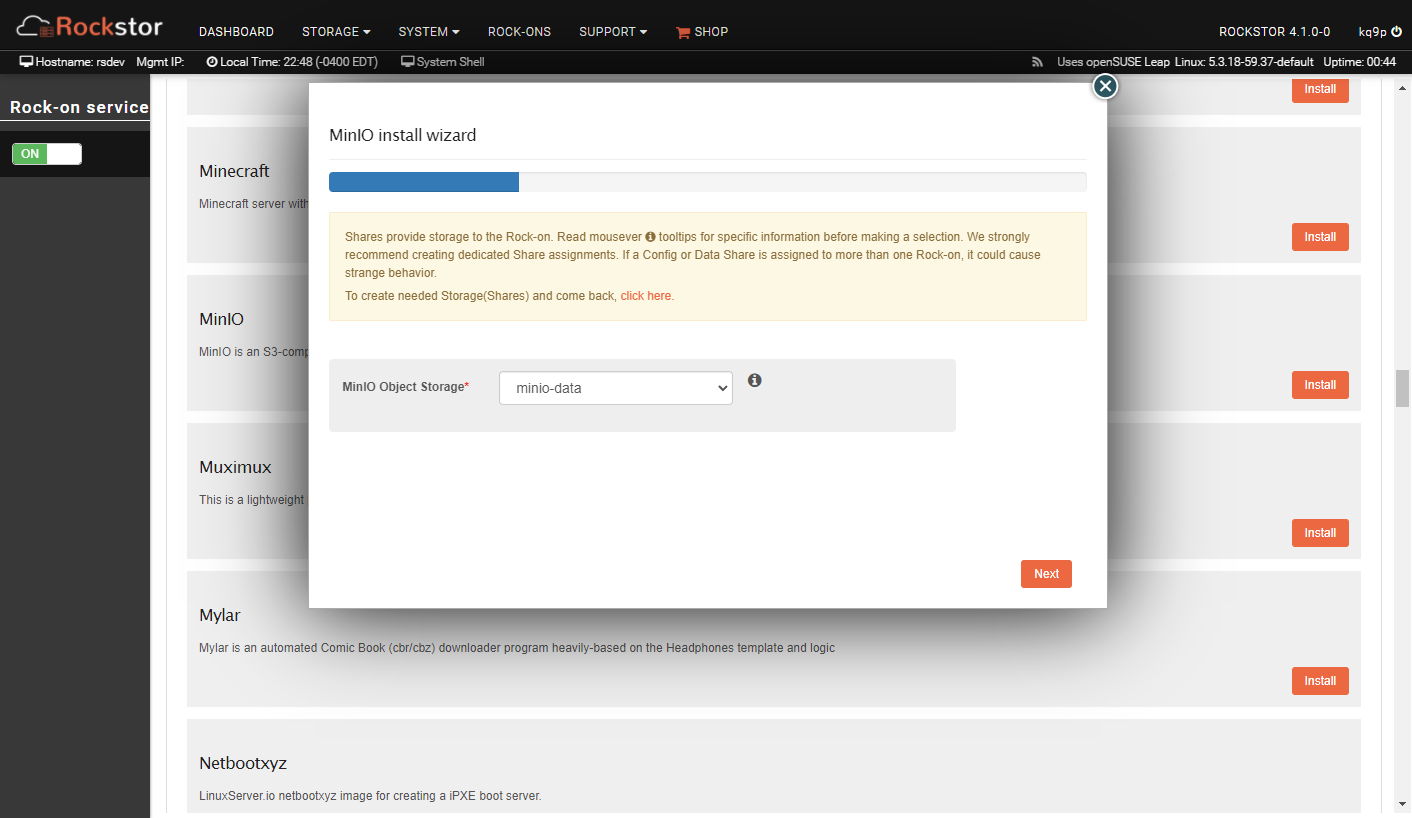 Rockstor
DASHBOARD STORAGE SYSTEM ROCK-ONS SUPPORT SHOP ROCKSTOR 4.1.0-0 kq9p
Hostname: rsdev Mgmt IP: Local Time: 22:48 (-0400 EDT) System Shell Uses openSUSE Leap Linux: 5.3.18-59.37-default Uptime: 00:44
Rock-on service
ON
Install
MinIO install wizard
Shares provide storage to the Rock-on. Read mousever tooltips for specific information before making a selection. We strongly
recommend creating dedicated Share assignments. If a Config or Data Share is assigned to more than one Rock-on, it could cause
strange behavior.
To create needed Storage(Shares) and come back, click here.
MinIO Object Storage* minio-data
Next
Minecraft
Minecraft server with
Install
MinIO
MinIO is an S3-comp
Install
Muximux
This is a lightweight
Install
Mylar
Mylar is an automated Comic Book (cbr/cbz) downloader program heavily-based on the Headphones template and logic
Install
Netbootxyz
LinuxServer.io netbootxyz image for creating a iPXE boot server.